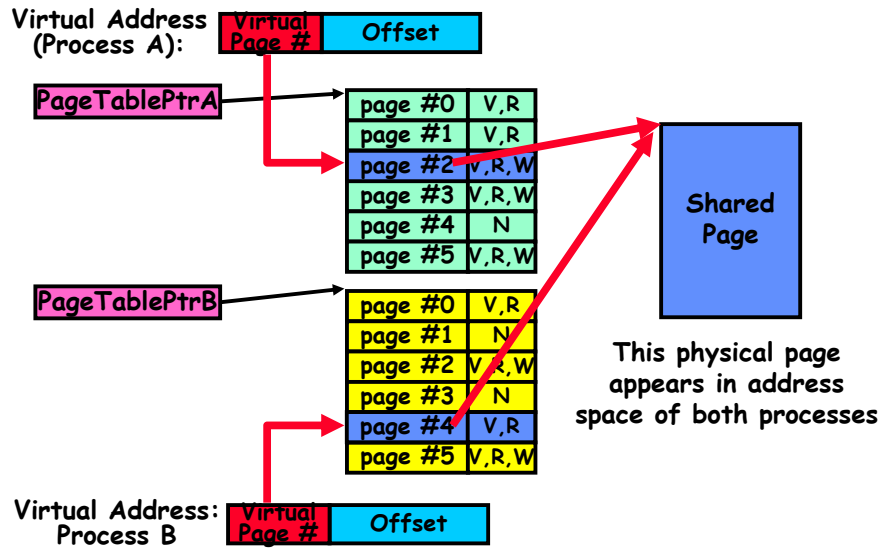 Virtual Address
(Process A):
Virtual
Page #
Offset
PageTablePtrA
page #0 V,R
page #1 V,R
page #2 V,R,W
page #3 V,R,W
page #4 N
page #5 V,R,W
Shared
Page
PageTablePtrB
page #0 V,R
page #1 N
page #2 V,R,W
page #3 N
page #4 V,R
page #5 V,R,W
This physical page
appears in address
space of both processes
Virtual Address:
Process B
Virtual
Page #
Offset